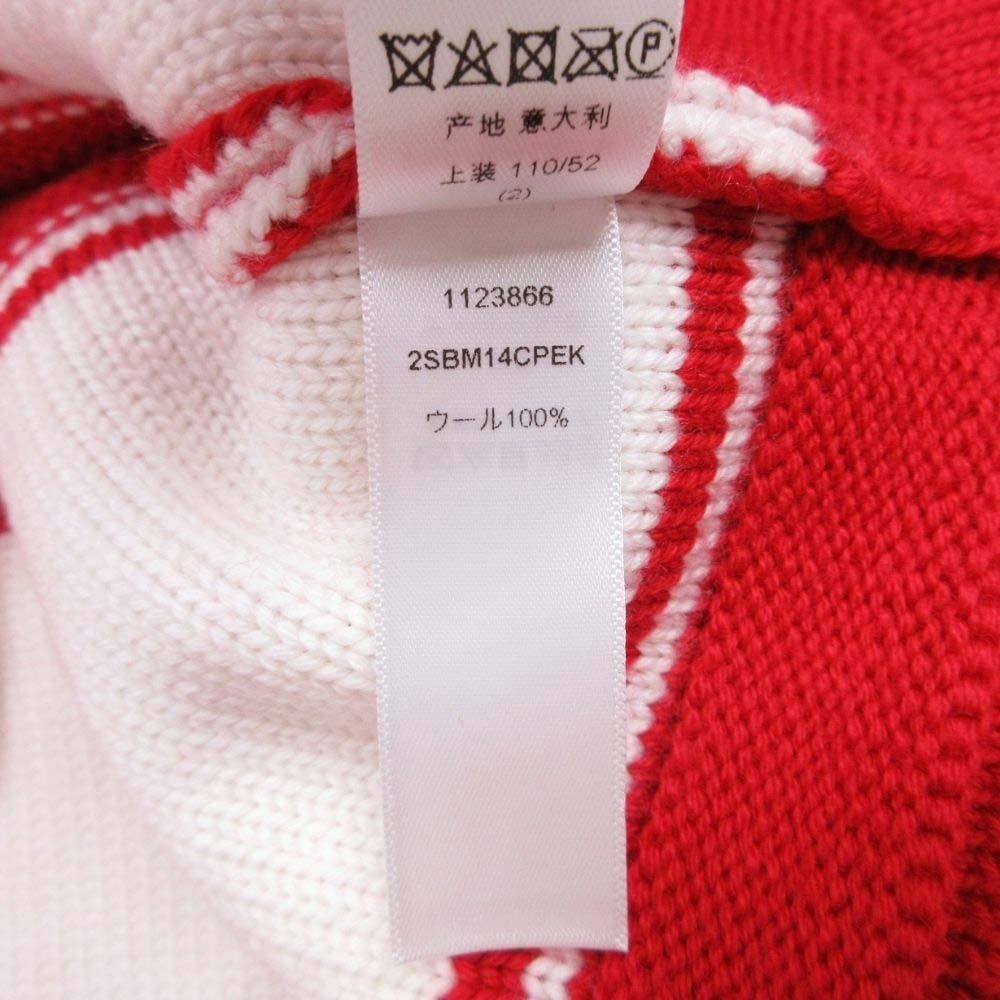 P
产地 意大利
上装 110/52
(2)
1123866
2SBM14CPEK
ウール100%